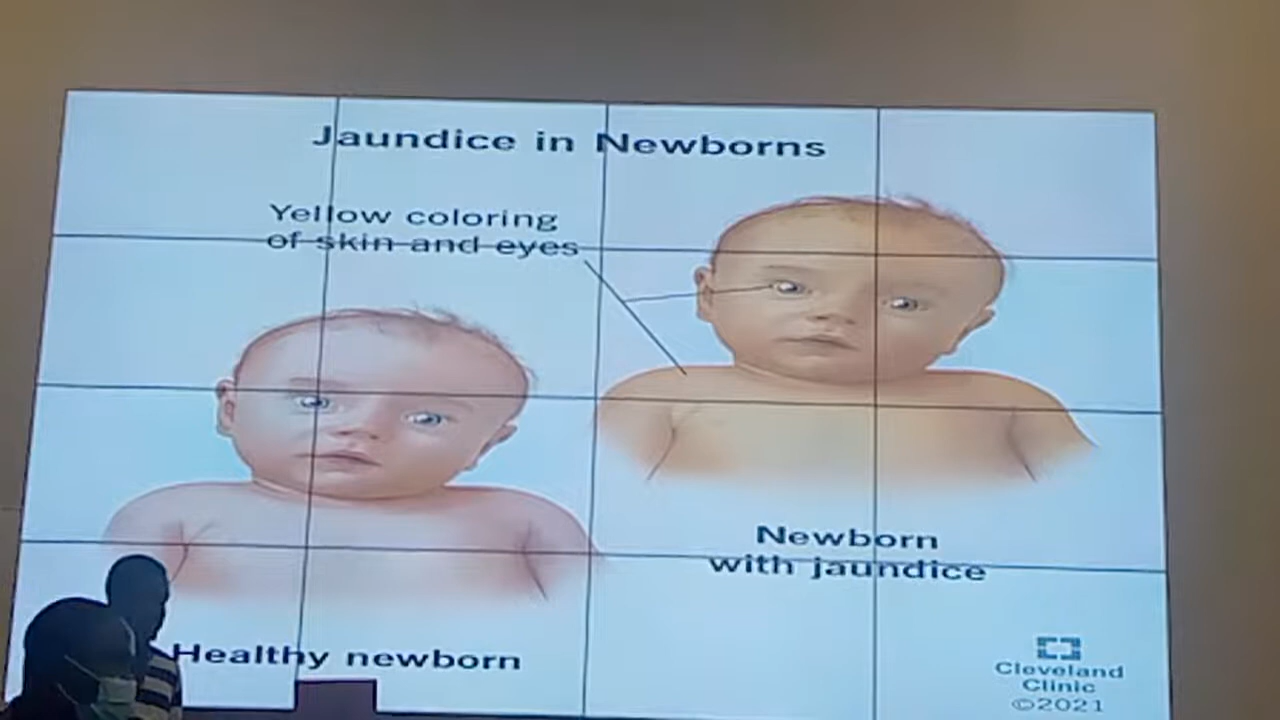 Jaundice in Newborns
Yellow coloring
of skin and eyes
Newborn
with jaundice
Healthy newborn
Cleveland
Clinic
©2021